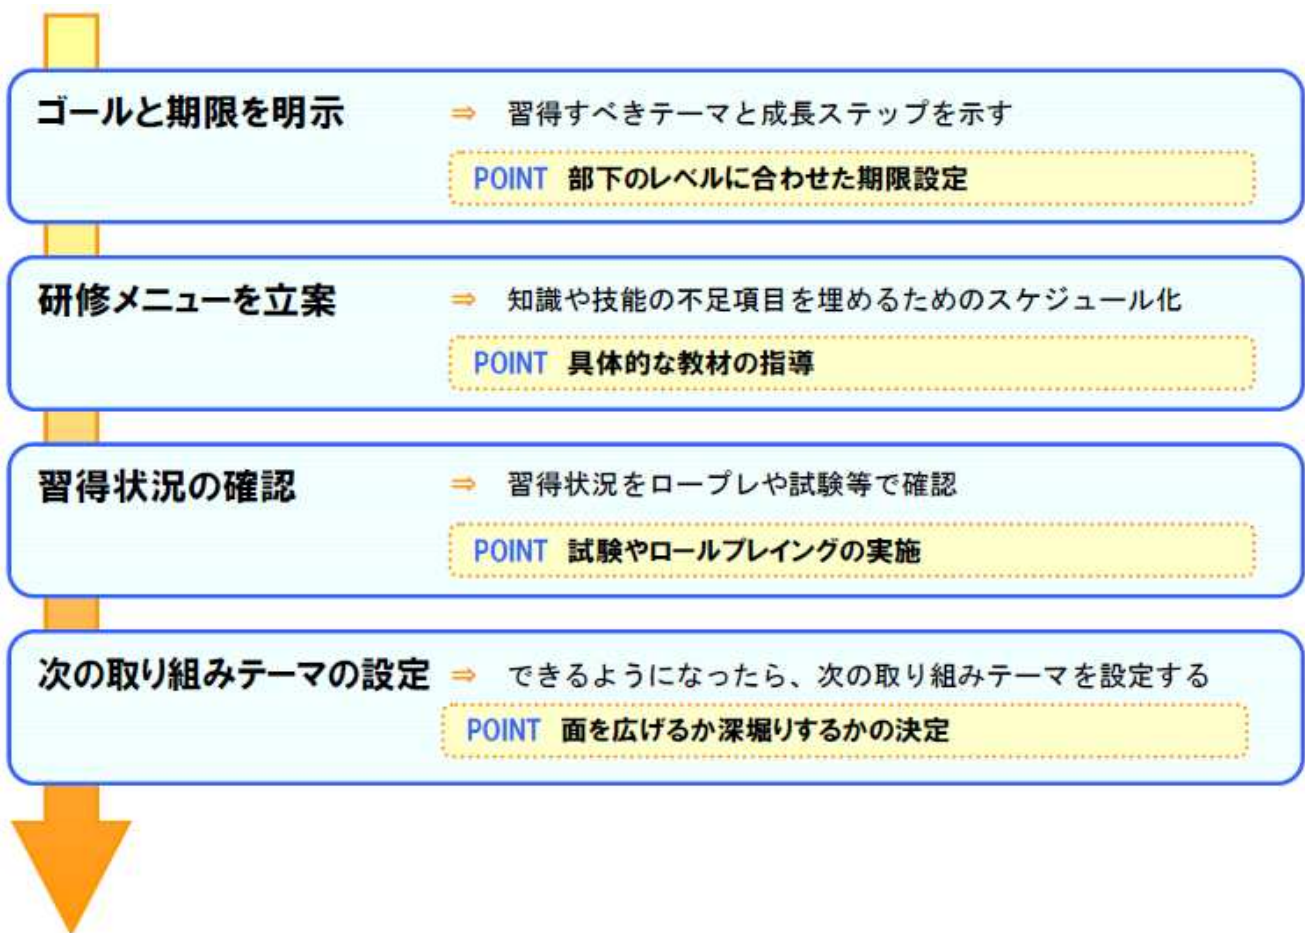 ゴールと期限を明示 ⇒ 習得すべきテーマと成長ステップを示す
POINT 部下のレベルに合わせた期限設定
研修メニューを立案 ⇒ 知識や技能の不足項目を埋めるためのスケジュール化
POINT 具体的な教材の指導
習得状況の確認 ⇒ 習得状況をロープレや試験等で確認
POINT 試験やロールプレイングの実施
次の取り組みテーマの設定 ⇒ できるようになったら、次の取り組みテーマを設定する
POINT 面を広げるか深堀りするかの決定